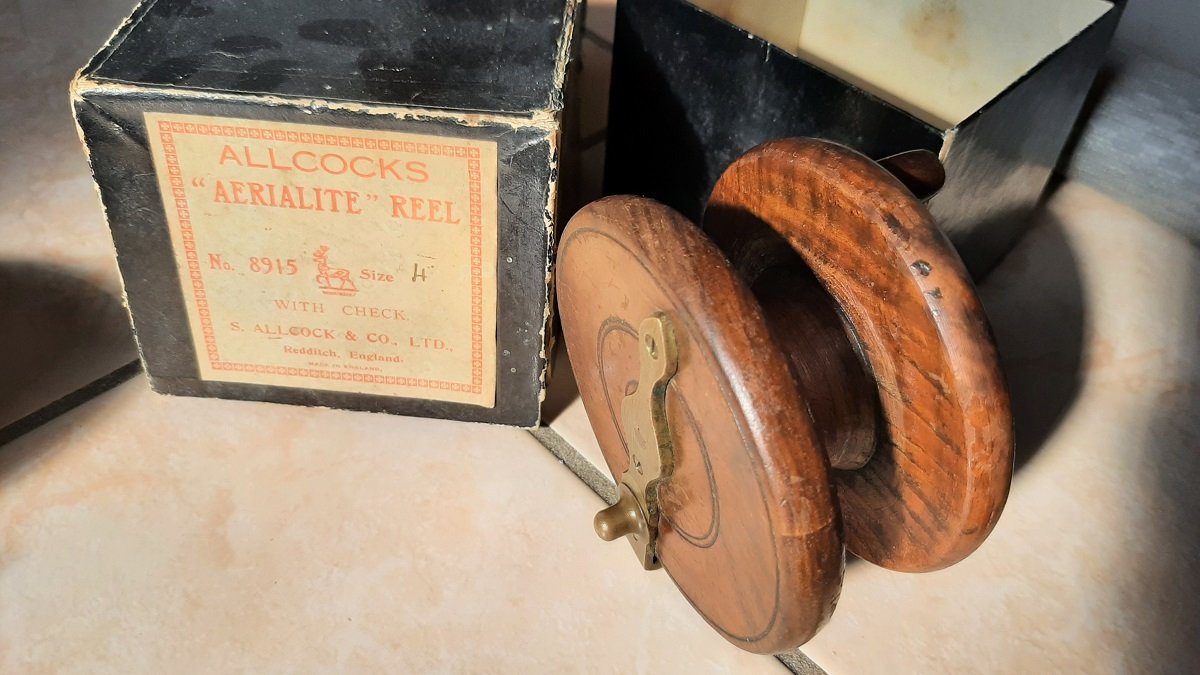 ALLCOCKS
"AERIALITE" REEL
No. 8915 Size 4
WITH CHECK.
S. ALLCOCK & CO., LTD.,
Redditch, England.
MADE IN ENGLAND.